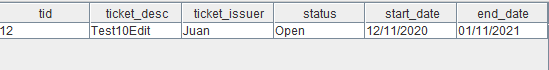 tid ticket_desc ticket_issuer status start_date end_date
12 Test10Edit Juan Open 12/11/2020 01/11/2021